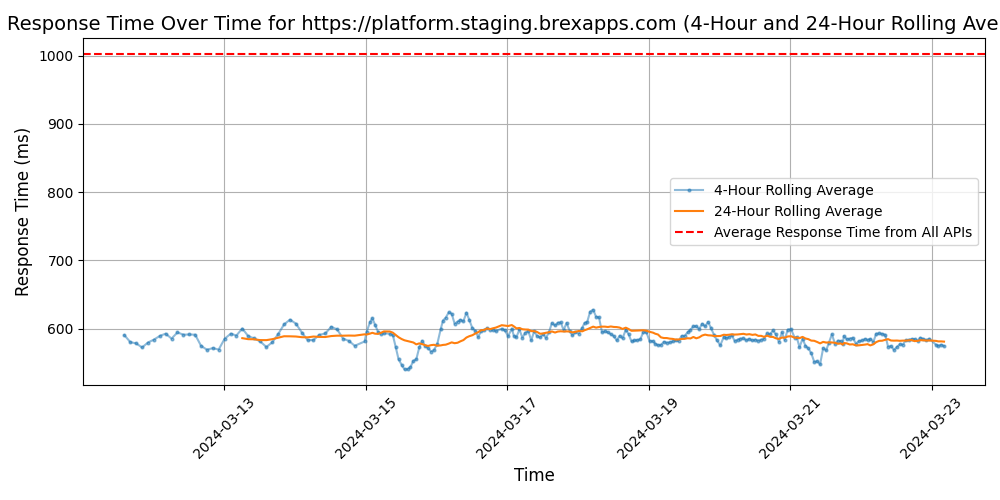 Response Time Over Time for https://platform.staging.brexapps.com (4-Hour and 24-Hour Rolling Ave
Response Time (ms)
1000
900
800
700
600
4-Hour Rolling Average
24-Hour Rolling Average
Average Response Time from All APIs
2024-03-13
2024-03-15
2024-03-17
2024-03-19
2024-03-21
2024-03-23
Time